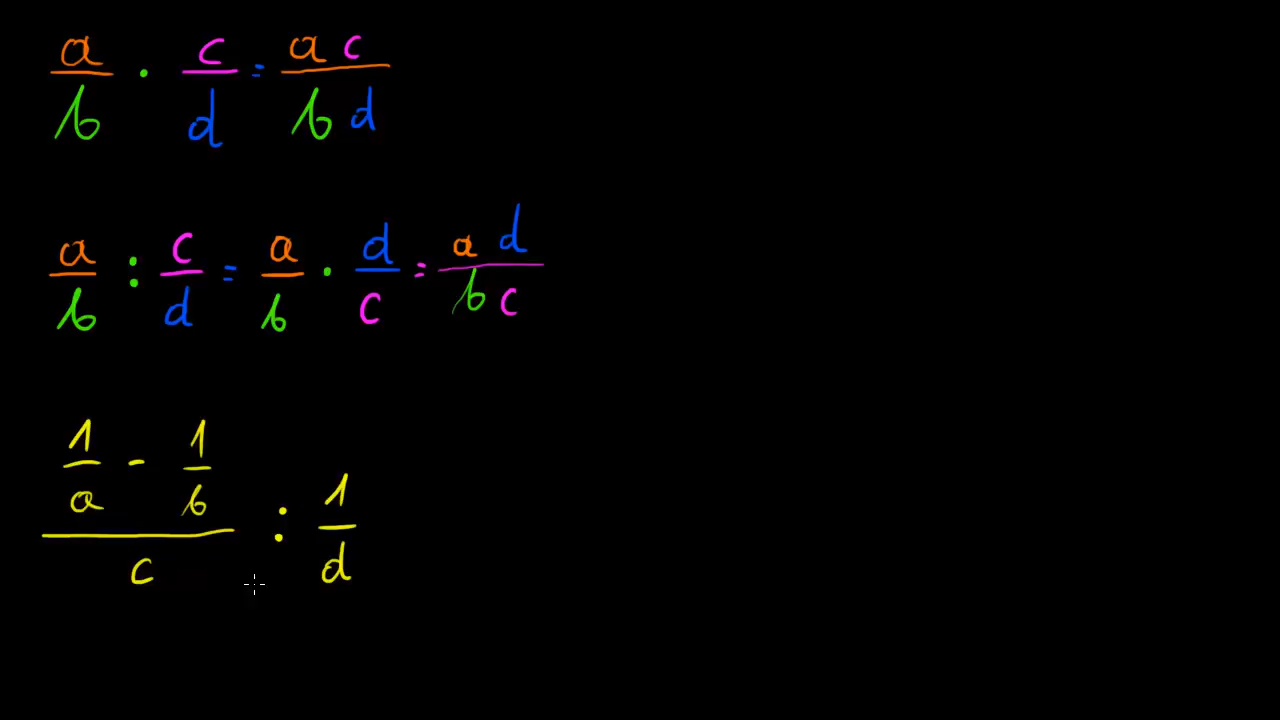 a/b · c/d = ac/bd
a/b : c/d = a/b · d/c = ad/bc
(1/a - 1/b)/c : 1/d